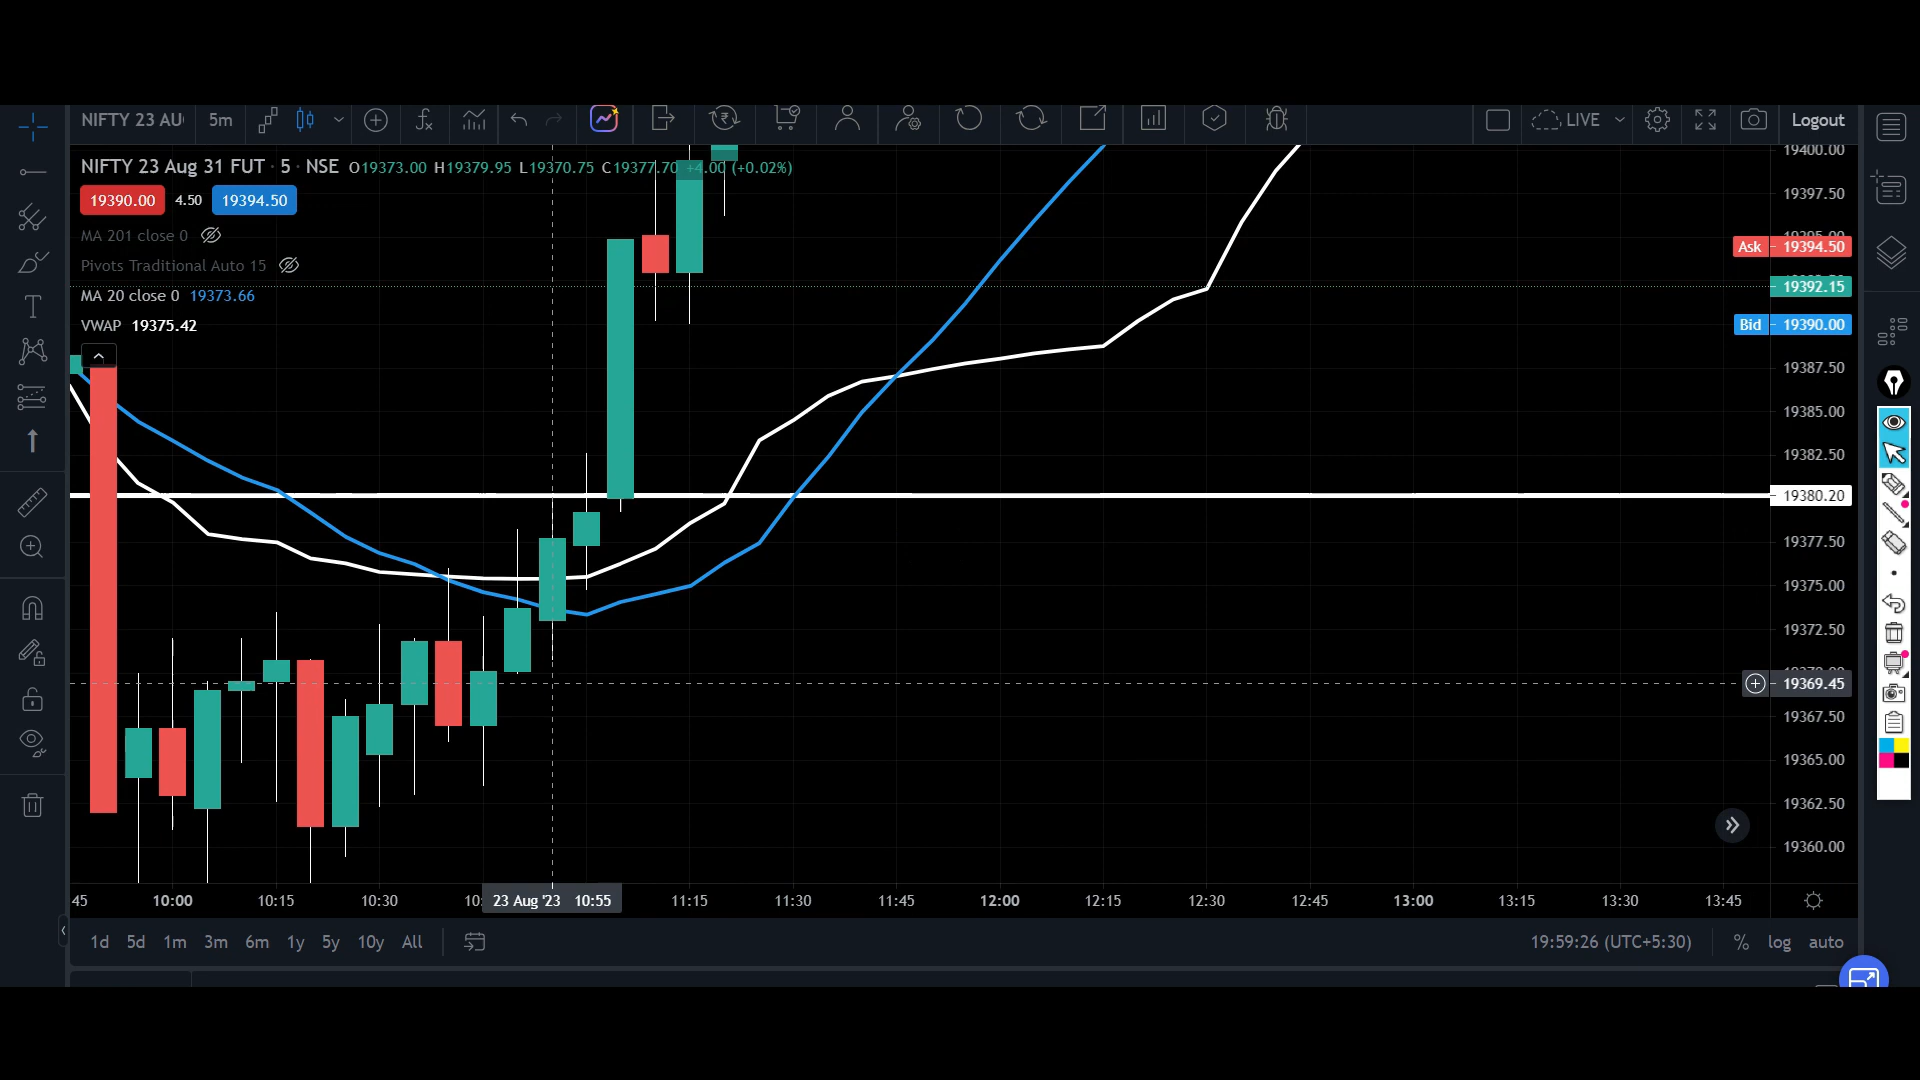 NIFTY 23 AU 5m LIVE Logout
NIFTY 23 Aug 31 FUT · 5 · NSE O19373.00 H19379.95 L19370.75 C19377.70 +4.00 (+0.02%)
19390.00 4.50 19394.50
MA 201 close 0
Pivots Traditional Auto 15
MA 20 close 0 19373.66
VWAP 19375.42
19400.00
19397.50
Ask 19394.50
19392.15
Bid 19390.00
19387.50
19385.00
19382.50
19380.20
19377.50
19375.00
19372.50
19369.45
19367.50
19365.00
19362.50
19360.00
45 10:00 10:15 10:30 10: 23 Aug '23 10:55 11:15 11:30 11:45 12:00 12:15 12:30 12:45 13:00 13:15 13:30 13:45
1d 5d 1m 3m 6m 1y 5y 10y All 19:59:26 (UTC+5:30) % log auto